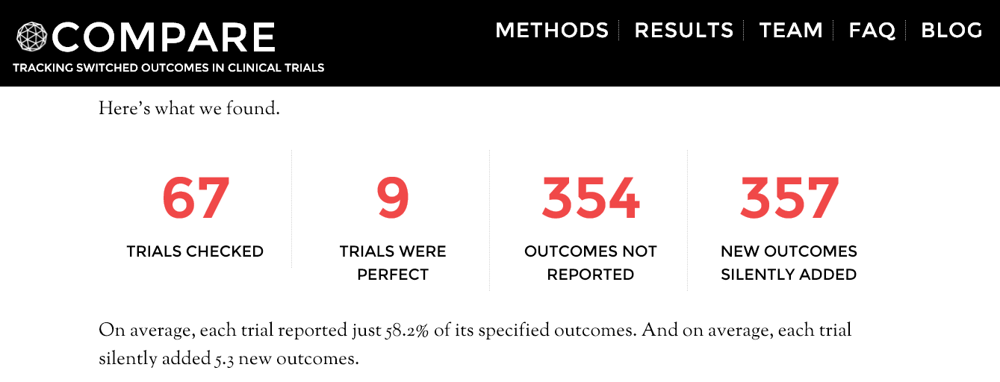 COMPARE
TRACKING SWITCHED OUTCOMES IN CLINICAL TRIALS
METHODS RESULTS TEAM FAQ BLOG
Here's what we found.
67
TRIALS CHECKED
9
TRIALS WERE
PERFECT
354
OUTCOMES NOT
REPORTED
357
NEW OUTCOMES
SILENTLY ADDED
On average, each trial reported just 58.2% of its specified outcomes. And on average, each trial
silently added 5.3 new outcomes.